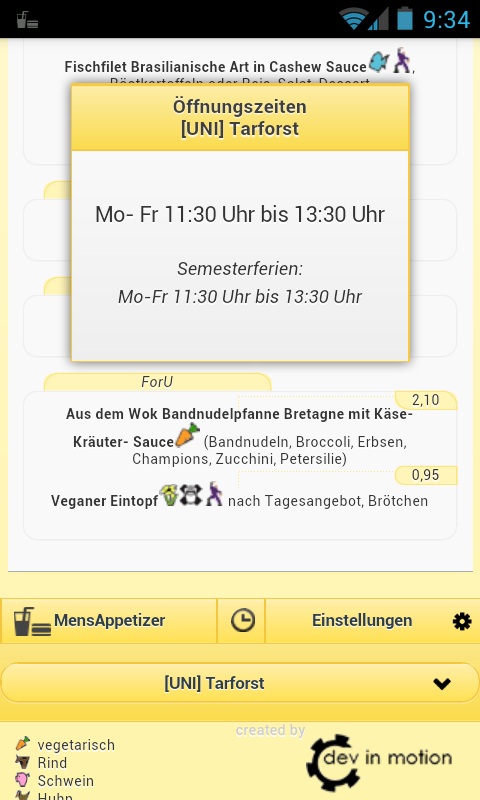 9:34
Fischfilet Brasilianische Art in Cashew Sauce,
Öffnungszeiten
[UNI] Tarforst
Mo- Fr 11:30 Uhr bis 13:30 Uhr
Semesterferien:
Mo-Fr 11:30 Uhr bis 13:30 Uhr
ForU
2,10
Aus dem Wok Bandnudelpfanne Bretagne mit Käse-
Kräuter- Sauce (Bandnudeln, Broccoli, Erbsen,
Champions, Zucchini, Petersilie)
0,95
Veganer Eintopf nach Tagesangebot, Brötchen
MensAppetizer
Einstellungen
[UNI] Tarforst
created by
dev in motion
vegetarisch
Rind
Schwein
Huhn